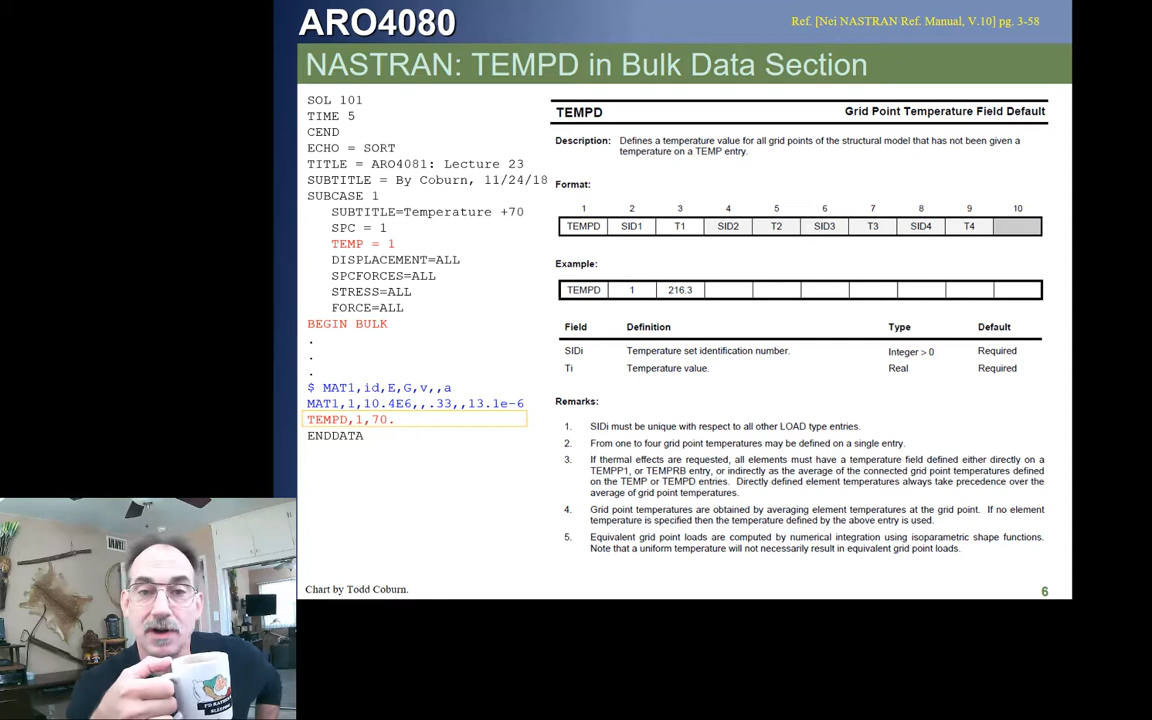 ARO4080
Ref. [Nei NASTRAN Ref. Manual, V.10] pg. 3-58
NASTRAN: TEMPD in Bulk Data Section
SOL 101
TIME 5
CEND
ECHO = SORT
TITLE = ARO4081: Lecture 23
SUBTITLE = By Coburn, 11/24/18
SUBCASE 1
SUBTITLE=Temperature +70
SPC = 1
TEMP = 1
DISPLACEMENT=ALL
SPCFORCES=ALL
STRESS=ALL
FORCE=ALL
BEGIN BULK
.
.
.
$ MAT1,id,E,G,v,,a
MAT1,1,10.4E6,,.33,,13.1e-6
TEMPD,1,70.
ENDDATA
TEMPD Grid Point Temperature Field Default
Description: Defines a temperature value for all grid points of the structural model that has not been given a
temperature on a TEMP entry.
Format:
1 2 3 4 5 6 7 8 9 10
TEMPD SID1 T1 SID2 T2 SID3 T3 SID4 T4
Example:
TEMPD 1 216.3
Field Definition Type Default
SIDi Temperature set identification number. Integer > 0 Required
Ti Temperature value. Real Required
Remarks:
1. SIDi must be unique with respect to all other LOAD type entries.
2. From one to four grid point temperatures may be defined on a single entry.
3. If thermal effects are requested, all elements must have a temperature field defined either directly on a
TEMPP1, or TEMPRB entry, or indirectly as the average of the connected grid point temperatures defined
on the TEMP or TEMPD entries. Directly defined element temperatures always take precedence over the
average of grid point temperatures.
4. Grid point temperatures are obtained by averaging element temperatures at the grid point. If no element
temperature is specified then the temperature defined by the above entry is used.
5. Equivalent grid point loads are computed by numerical integration using isoparametric shape functions.
Note that a uniform temperature will not necessarily result in equivalent grid point loads.
Chart by Todd Coburn.
6
I'D RATHER
SLEEPING